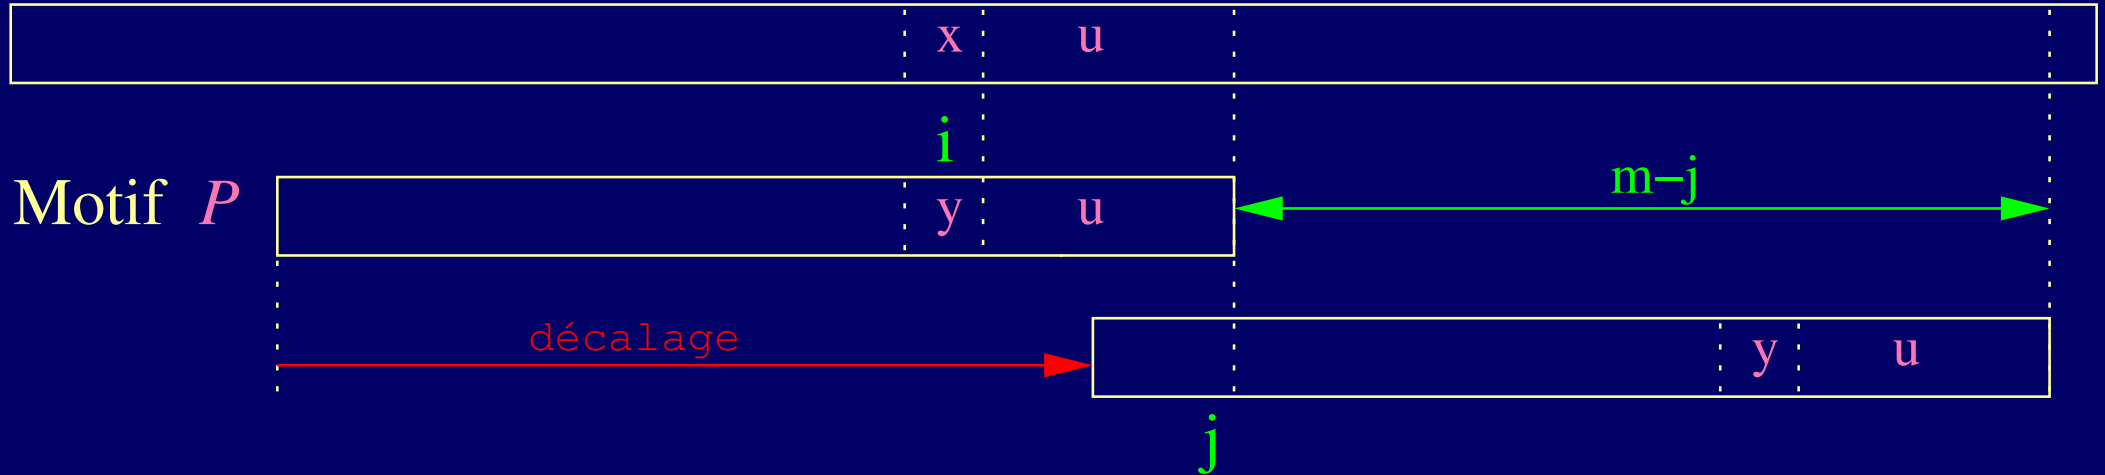 x u
i
m−j
Motif P y u
décalage
y u
j